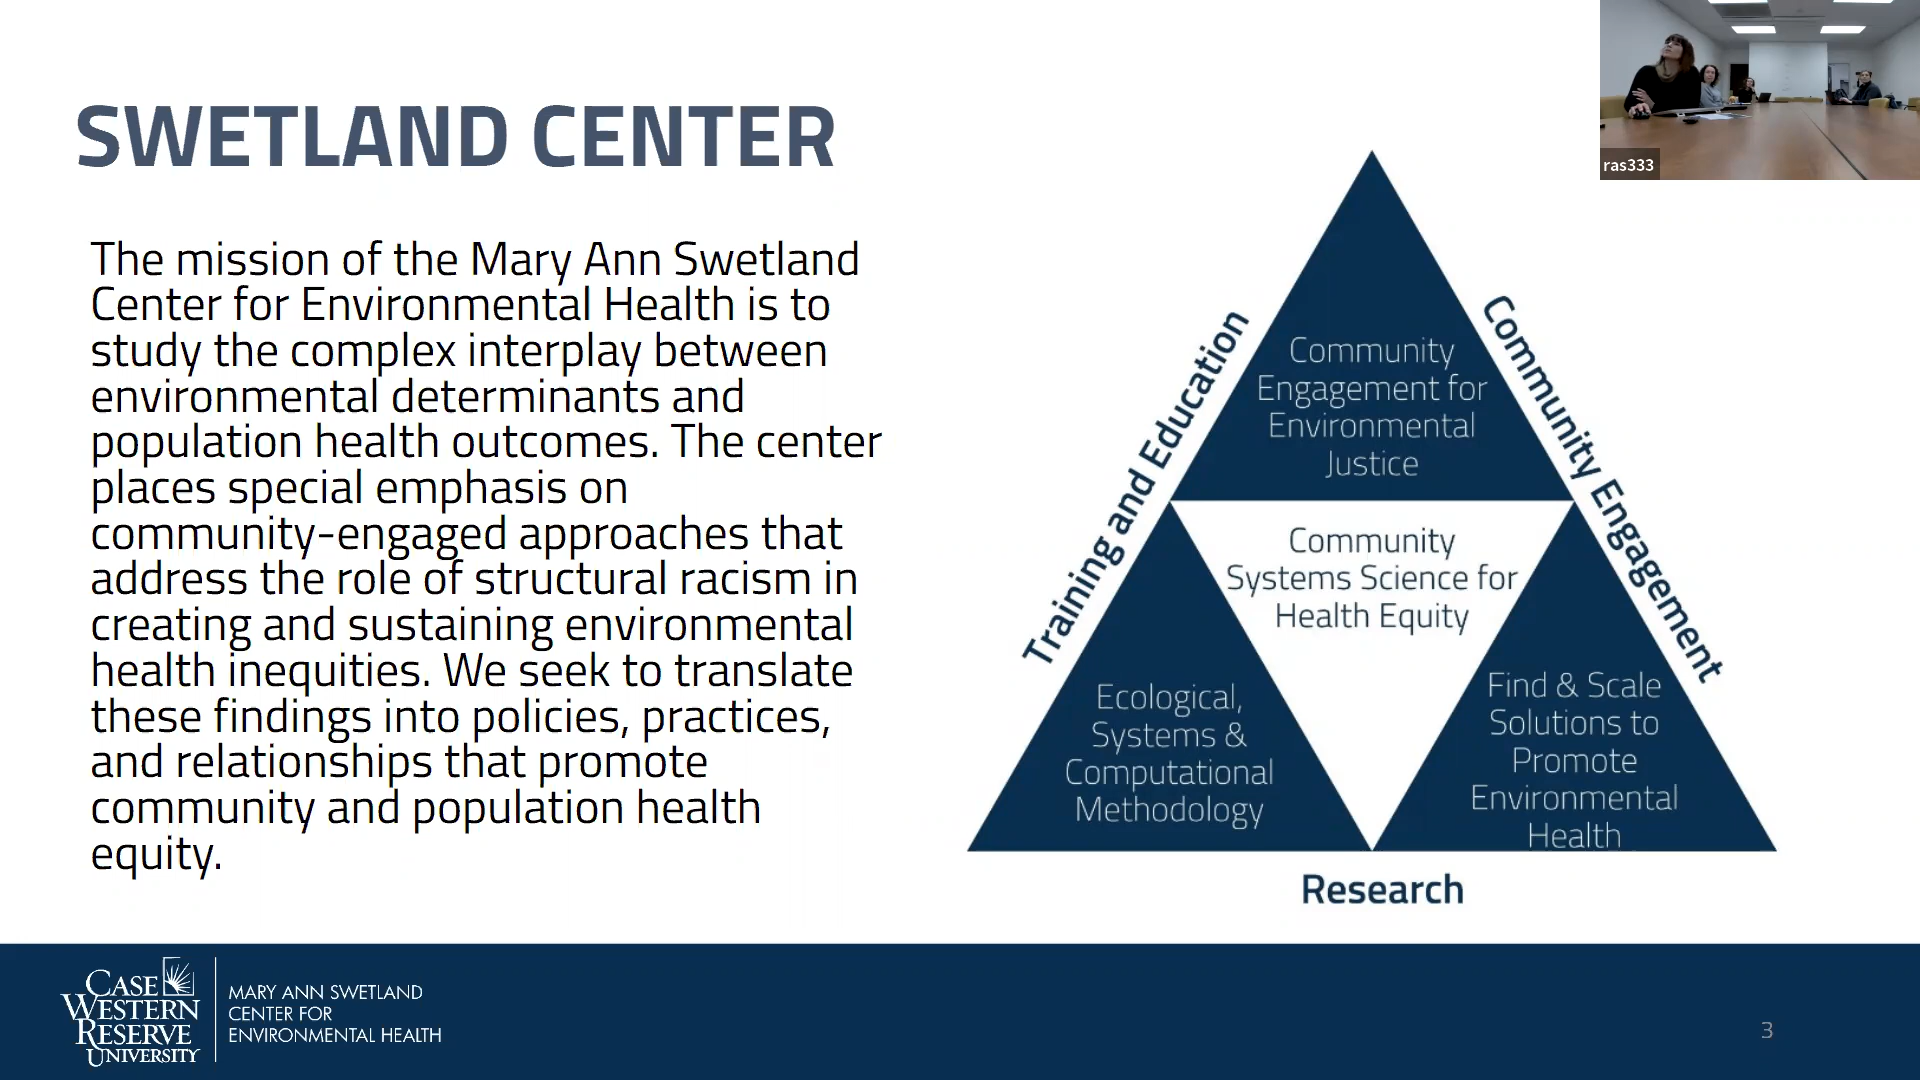 SWETLAND CENTER
The mission of the Mary Ann Swetland
Center for Environmental Health is to
study the complex interplay between
environmental determinants and
population health outcomes. The center
places special emphasis on
community-engaged approaches that
address the role of structural racism in
creating and sustaining environmental
health inequities. We seek to translate
these findings into policies, practices,
and relationships that promote
community and population health
equity.
ras333
Training and Education
Community Engagement
Community
Engagement for
Environmental
Justice
Community
Systems Science for
Health Equity
Ecological,
Systems &
Computational
Methodology
Find & Scale
Solutions to
Promote
Environmental
Health
Research
CASE
WESTERN
RESERVE
UNIVERSITY
MARY ANN SWETLAND
CENTER FOR
ENVIRONMENTAL HEALTH
3